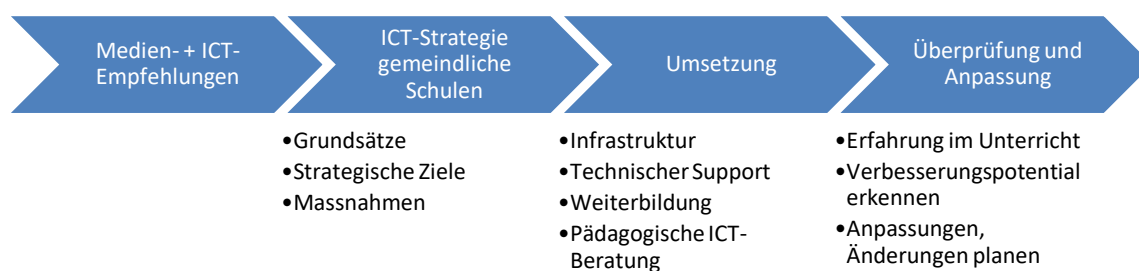 Medien- + ICT-
Empfehlungen
ICT-Strategie
gemeindliche
Schulen
•Grundsätze
•Strategische Ziele
•Massnahmen
Umsetzung
•Infrastruktur
•Technischer Support
•Weiterbildung
•Pädagogische ICT-
Beratung
Überprüfung und
Anpassung
•Erfahrung im Unterricht
•Verbesserungspotential
erkennen
•Anpassungen,
Änderungen planen